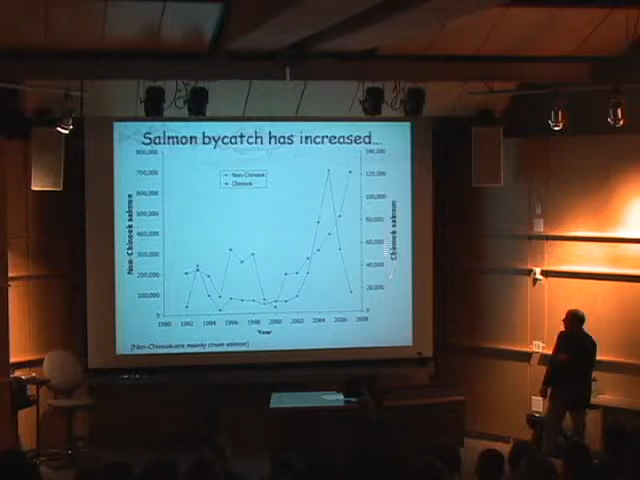 Salmon bycatch has increased...
800,000
700,000
600,000
500,000
400,000
300,000
200,000
100,000
0
140,000
120,000
100,000
80,000
60,000
40,000
20,000
0
Non-Chinook salmon
Chinook salmon
Non-Chinook
Chinook
1990 1992 1994 1996 1998 2000 2002 2004 2006 2008
Year
(Non-Chinook are mainly chum salmon)